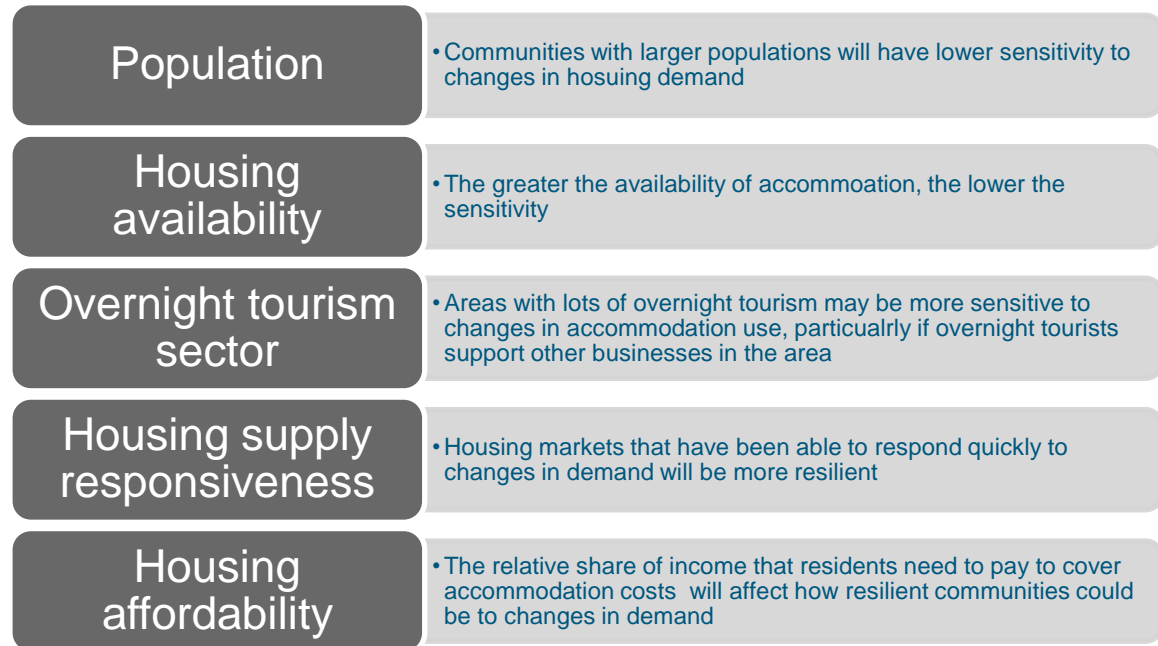 Population
• Communities with larger populations will have lower sensitivity to
changes in hosuing demand
Housing
availability
• The greater the availability of accommoation, the lower the
sensitivity
Overnight tourism
sector
• Areas with lots of overnight tourism may be more sensitive to
changes in accommodation use, particualrly if overnight tourists
support other businesses in the area
Housing supply
responsiveness
• Housing markets that have been able to respond quickly to
changes in demand will be more resilient
Housing
affordability
• The relative share of income that residents need to pay to cover
accommodation costs  will affect how resilient communities could
be to changes in demand